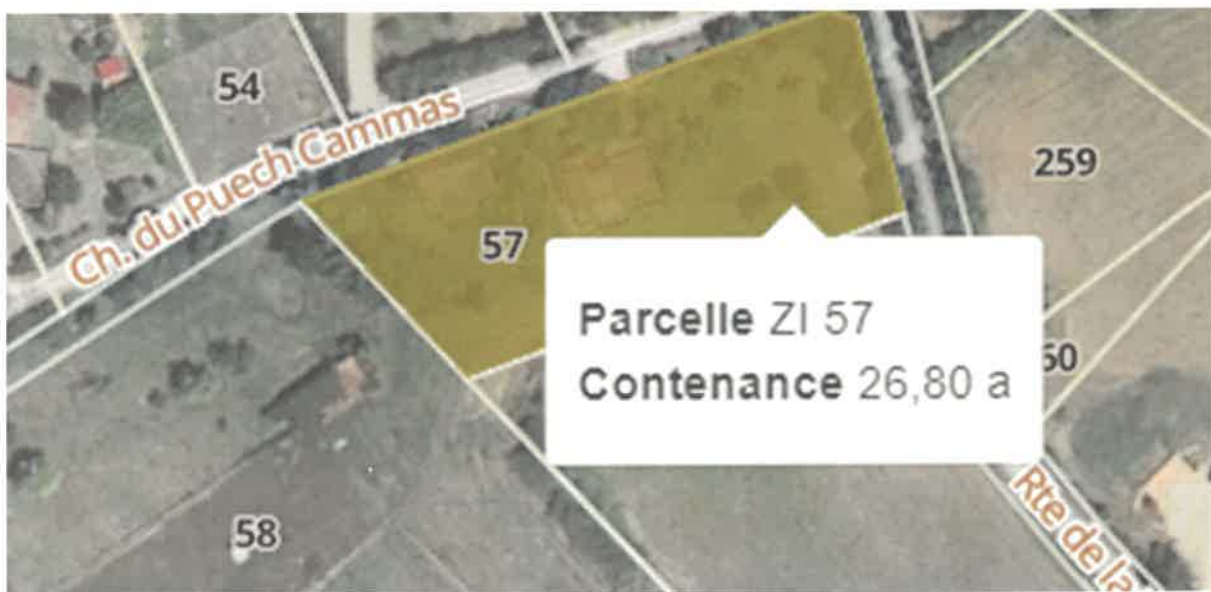 54
Ch. du Puech Cammas
259
57
Parcelle ZI 57
Contenance 26,80 a
60
58
Rte de la